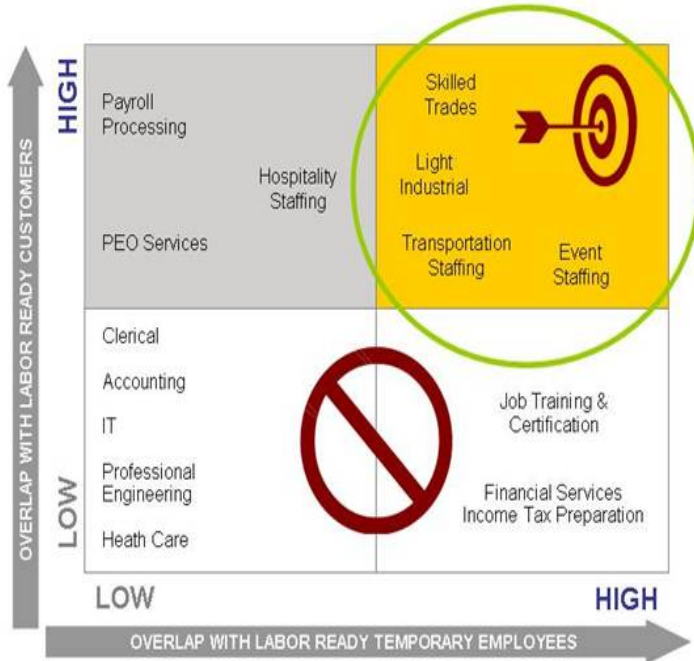 OVERLAP WITH LABOR READY CUSTOMERS
HIGH
Payroll
Processing
Hospitality
Staffing
PEO Services
Skilled
Trades
Light
Industrial
Transportation
Staffing
Event
Staffing
LOW
Clerical
Accounting
IT
Professional
Engineering
Heath Care
Job Training &
Certification
Financial Services
Income Tax Preparation
LOW
HIGH
OVERLAP WITH LABOR READY TEMPORARY EMPLOYEES